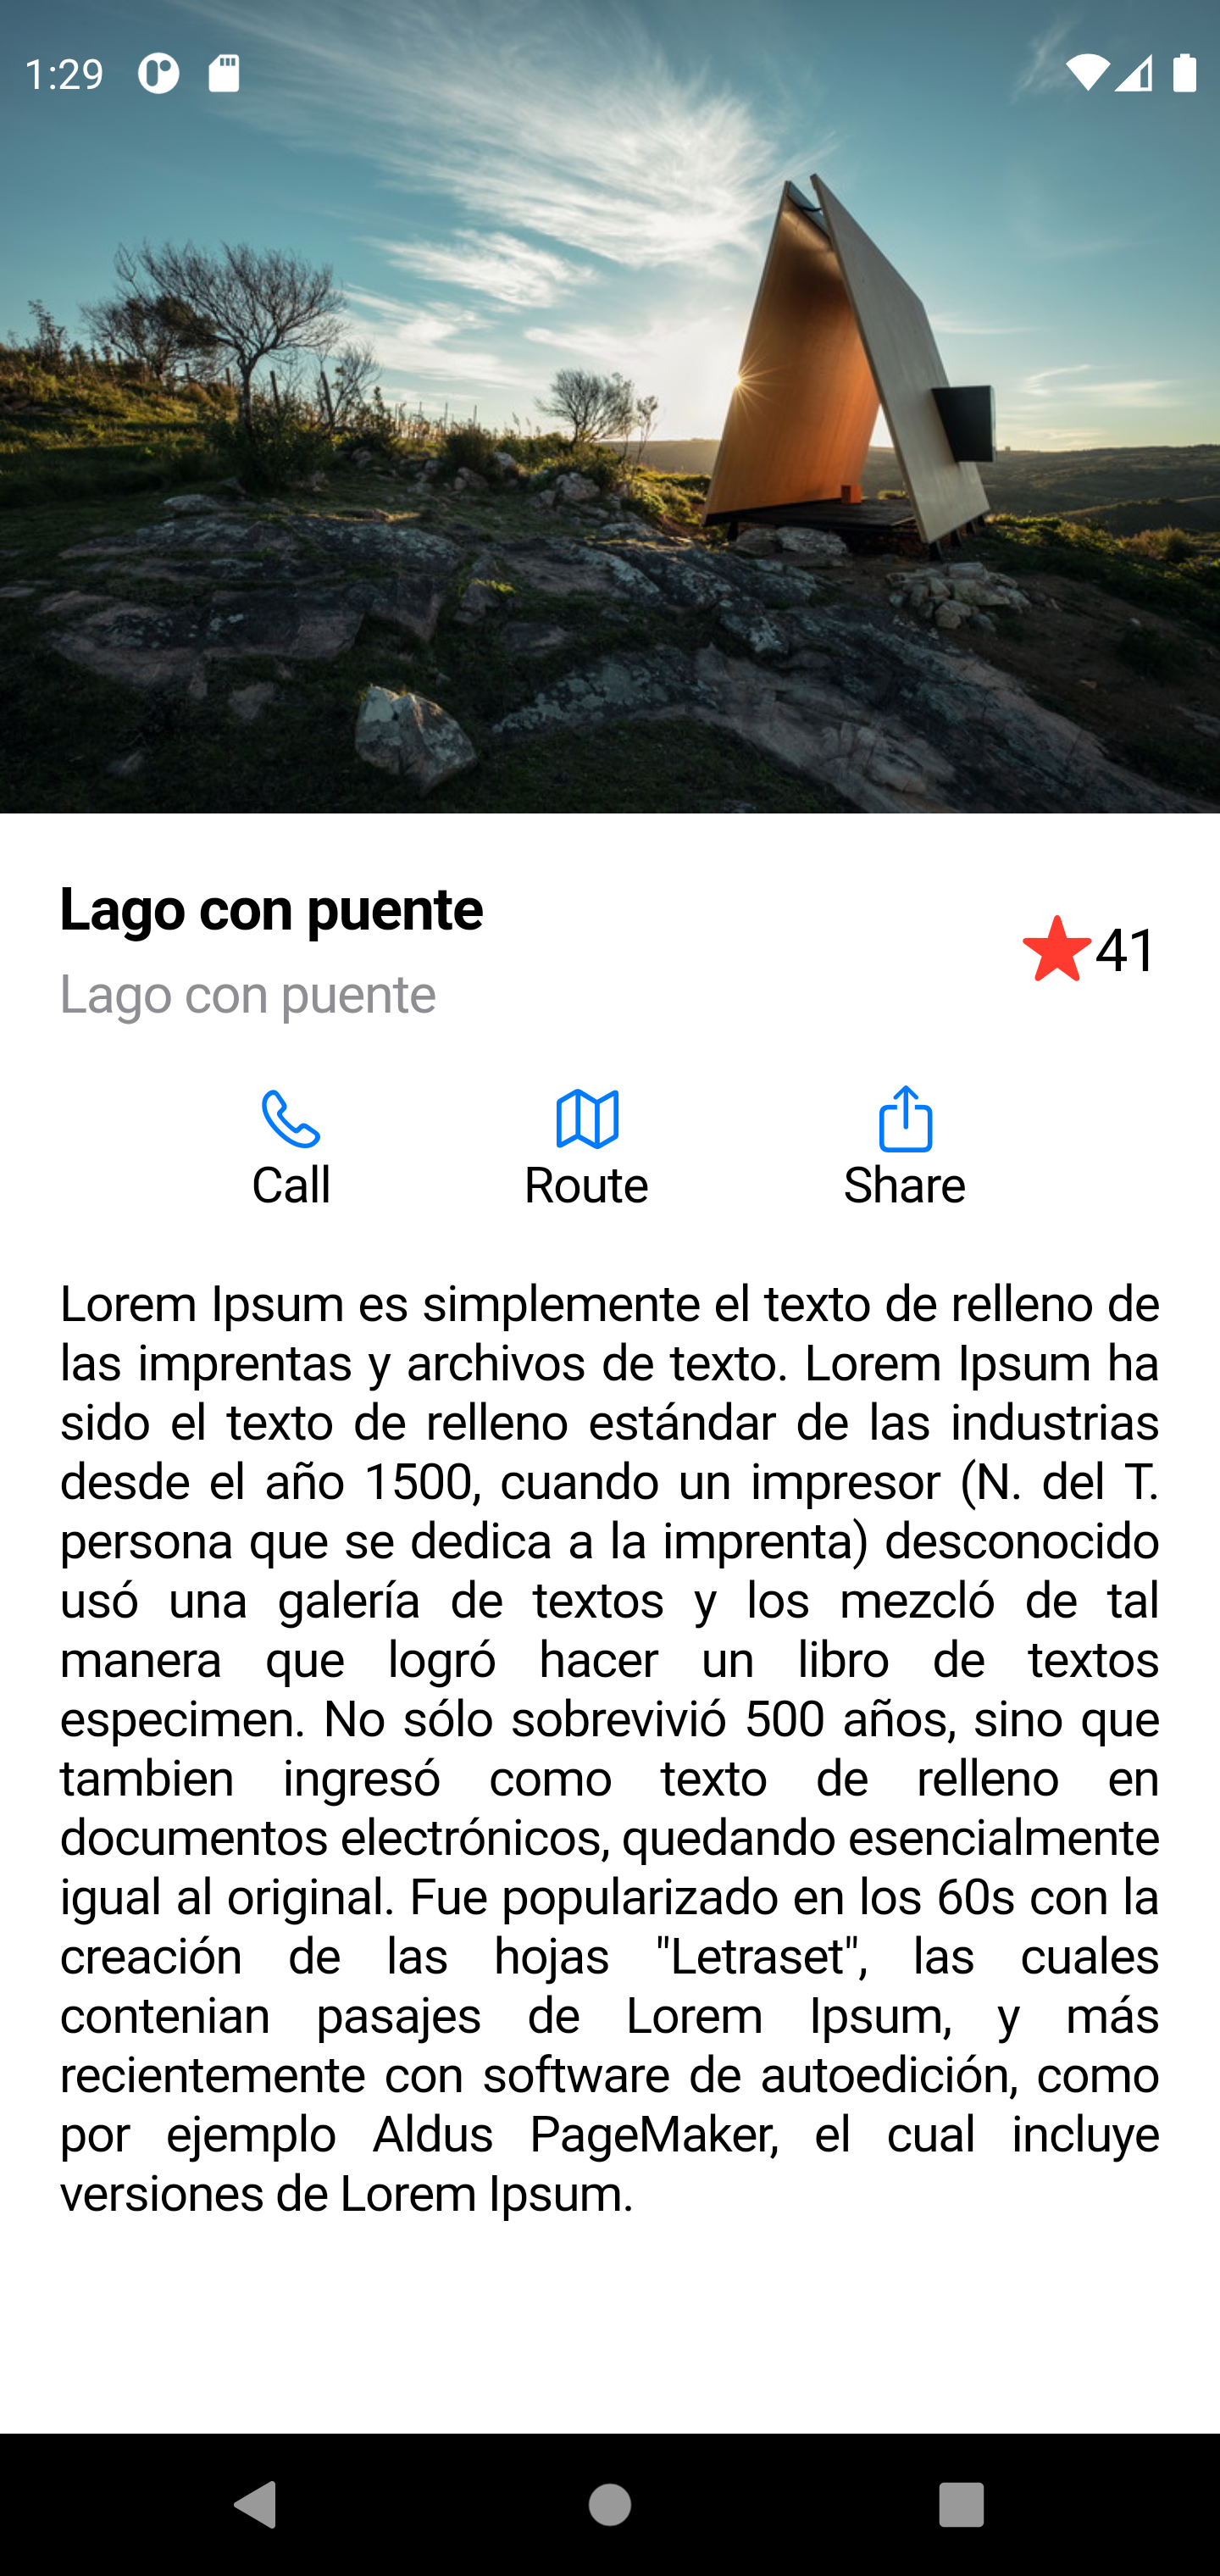 1:29
Lago con puente
Lago con puente
41
Call Route Share
Lorem Ipsum es simplemente el texto de relleno de
las imprentas y archivos de texto. Lorem Ipsum ha
sido el texto de relleno estándar de las industrias
desde el año 1500, cuando un impresor (N. del T.
persona que se dedica a la imprenta) desconocido
usó una galería de textos y los mezcló de tal
manera que logró hacer un libro de textos
especimen. No sólo sobrevivió 500 años, sino que
tambien ingresó como texto de relleno en
documentos electrónicos, quedando esencialmente
igual al original. Fue popularizado en los 60s con la
creación de las hojas "Letraset", las cuales
contenian pasajes de Lorem Ipsum, y más
recientemente con software de autoedición, como
por ejemplo Aldus PageMaker, el cual incluye
versiones de Lorem Ipsum.